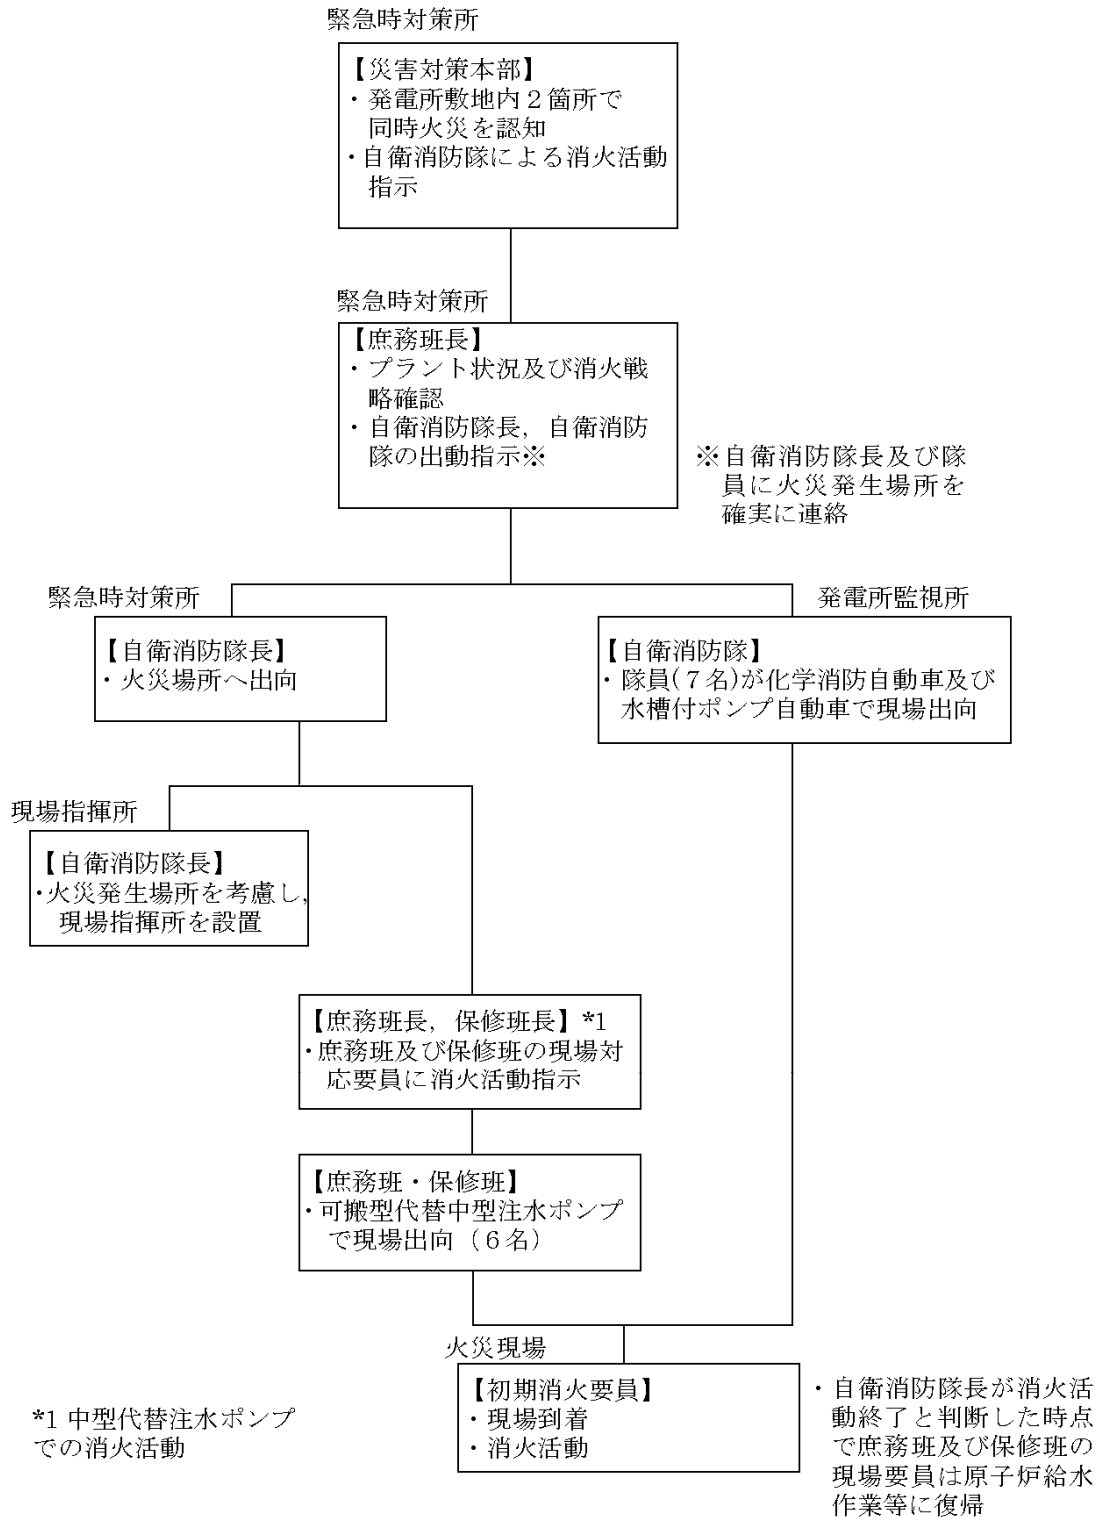 緊急時対策所
【災害対策本部】
・発電所敷地内２箇所で
同時火災を認知
・自衛消防隊による消火活動
指示
緊急時対策所
【庶務班長】
・プラント状況及び消火戦
略確認
・自衛消防隊長，自衛消防
隊の出動指示※
※自衛消防隊長及び隊
員に火災発生場所を
確実に連絡
緊急時対策所
【自衛消防隊長】
・火災場所へ出向
発電所監視所
【自衛消防隊】
・隊員(７名)が化学消防自動車及び
水槽付ポンプ自動車で現場出向
現場指揮所
【自衛消防隊長】
・火災発生場所を考慮し，
現場指揮所を設置
【庶務班長，保修班長】*1
・庶務班及び保修班の現場対
応要員に消火活動指示
【庶務班・保修班】
・可搬型代替中型注水ポンプ
で現場出向（６名）
火災現場
【初期消火要員】
・現場到着
・消火活動
*1 中型代替注水ポンプ
での消火活動
・自衛消防隊長が消火活
動終了と判断した時点
で庶務班及び保修班の
現場要員は原子炉給水
作業等に復帰